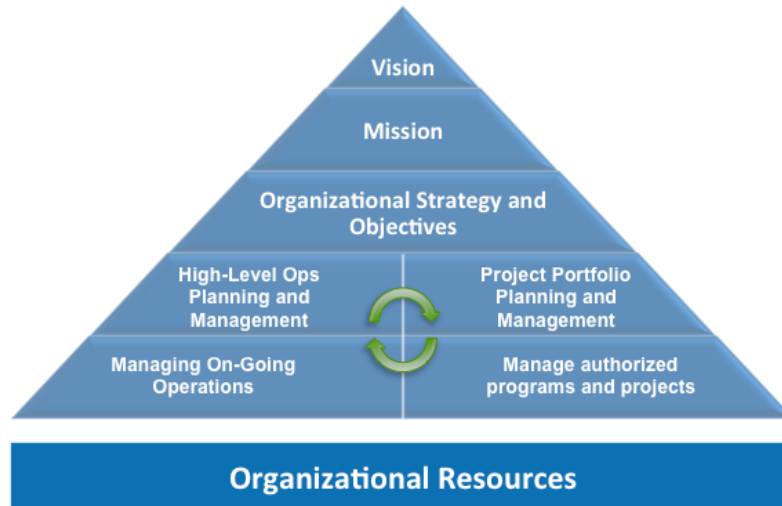 Vision
Mission
Organizational Strategy and
Objectives
High-Level Ops
Planning and
Management
Project Portfolio
Planning and
Management
Managing On-Going
Operations
Manage authorized
programs and projects
Organizational Resources